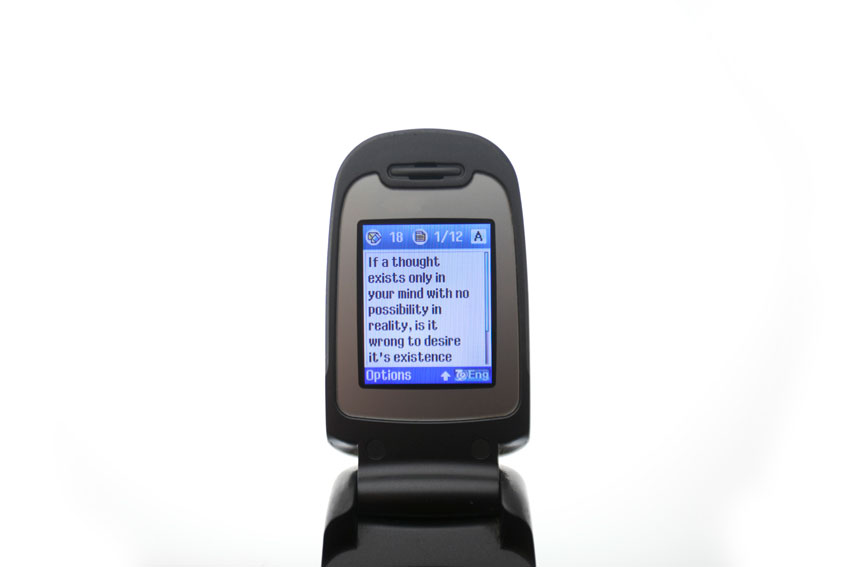 18 1/12 A
If a thought
exists only in
your mind with no
possibility in
reality, is it
wrong to desire
it's existence
Options Eng